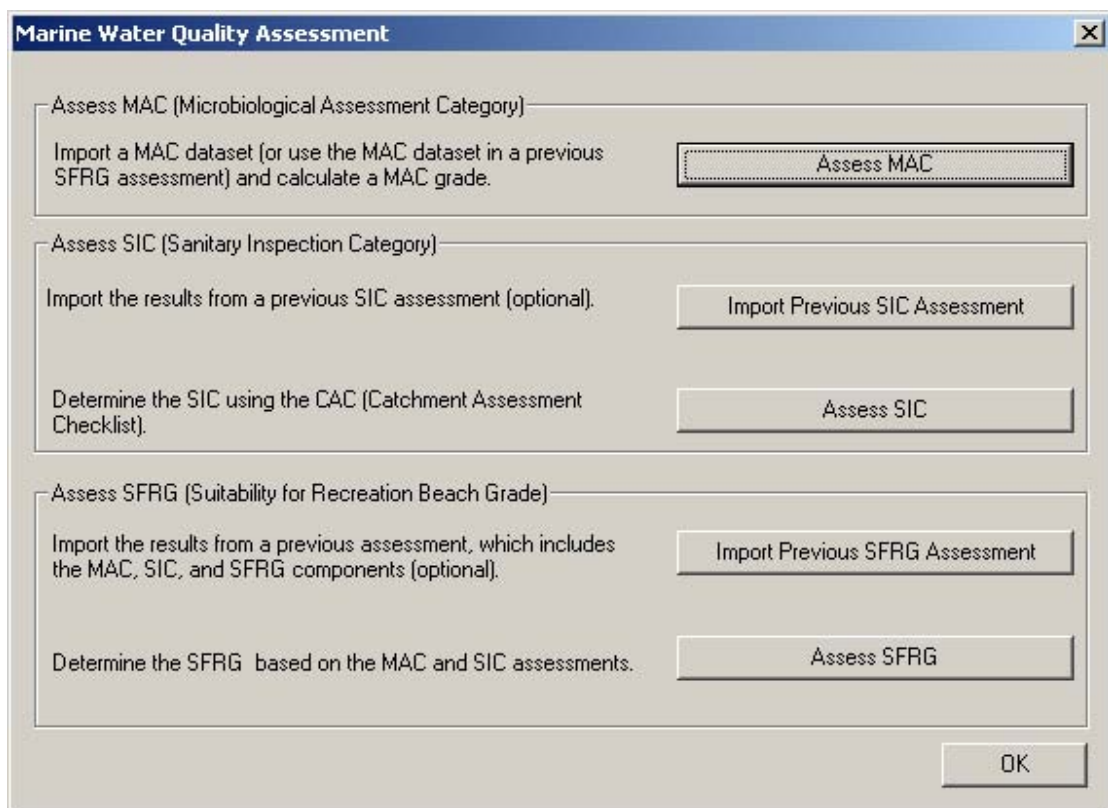 Marine Water Quality Assessment
Assess MAC (Microbiological Assessment Category)
Import a MAC dataset (or use the MAC dataset in a previous
SFRG assessment) and calculate a MAC grade.
Assess MAC
Assess SIC (Sanitary Inspection Category)
Import the results from a previous SIC assessment (optional).
Import Previous SIC Assessment
Determine the SIC using the CAC (Catchment Assessment
Checklist).
Assess SIC
Assess SFRG (Suitability for Recreation Beach Grade)
Import the results from a previous assessment, which includes
the MAC, SIC, and SFRG components (optional).
Import Previous SFRG Assessment
Determine the SFRG  based on the MAC and SIC assessments.
Assess SFRG
OK